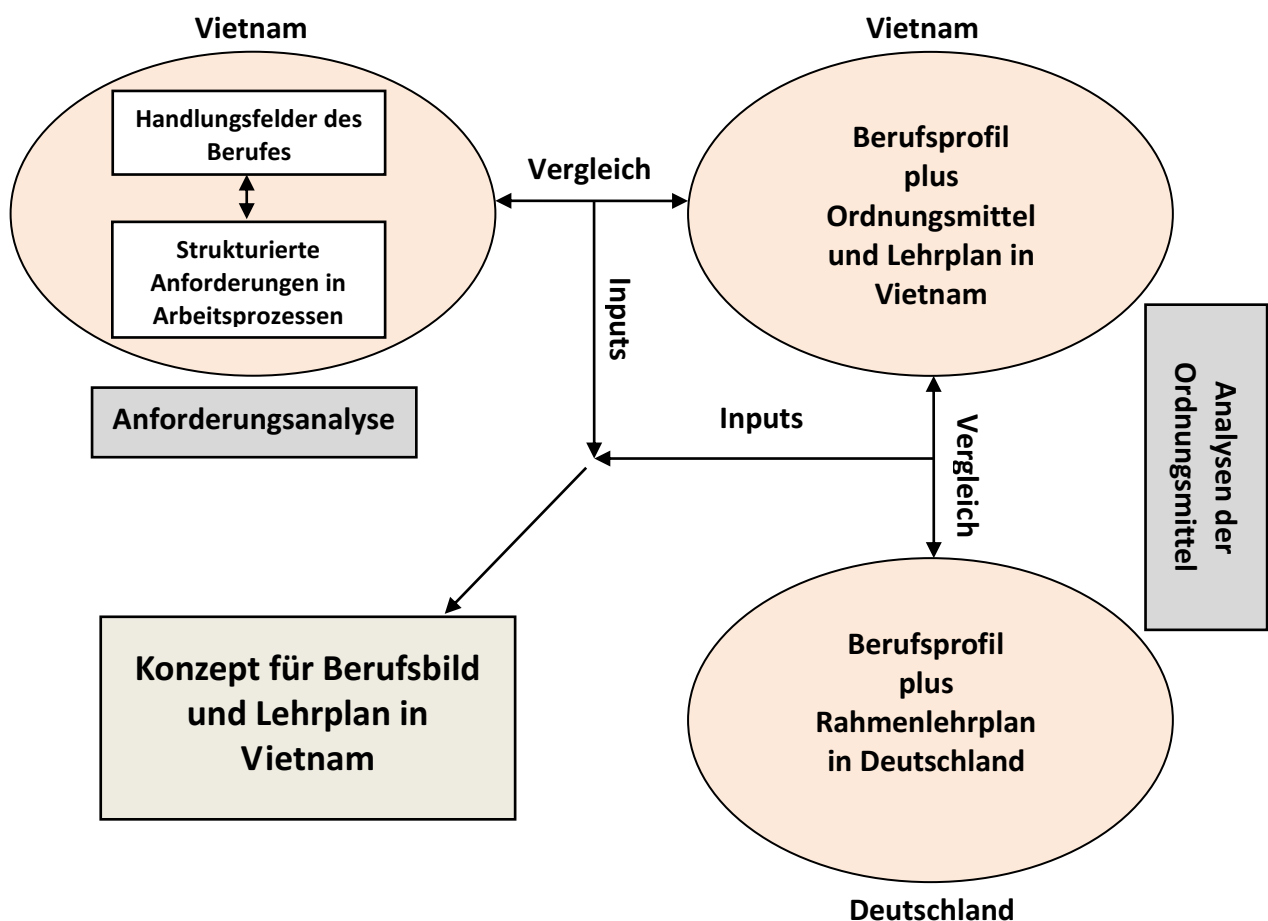 Vietnam
Handlungsfelder des
Berufes
Strukturierte
Anforderungen in
Arbeitsprozessen
Anforderungsanalyse
Vergleich
Inputs
Vietnam
Berufsprofil
plus
Ordnungsmittel
und Lehrplan in
Vietnam
Inputs
Vergleich
Analysen der
Ordnungsmittel
Konzept für Berufsbild
und Lehrplan in
Vietnam
Berufsprofil
plus
Rahmenlehrplan
in Deutschland
Deutschland